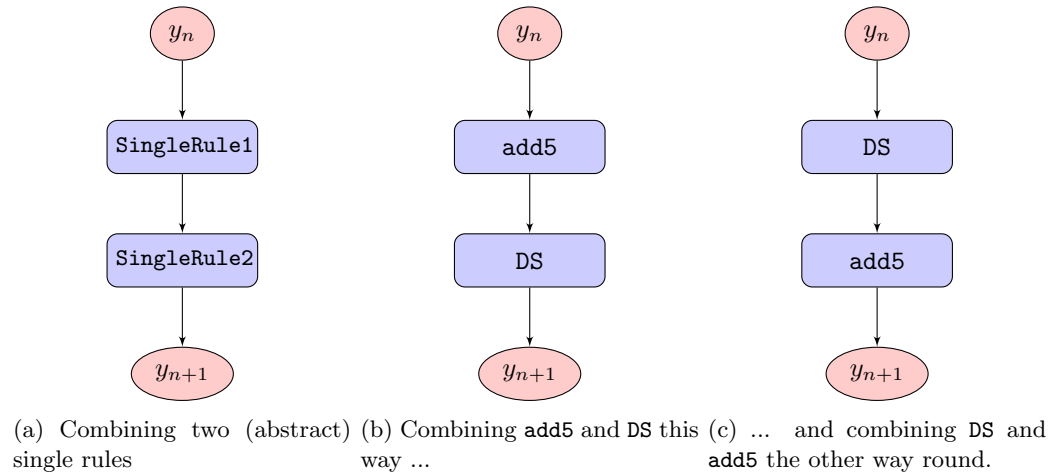 y_n
SingleRule1
SingleRule2
y_{n+1}
(a) Combining two (abstract)
single rules
y_n
add5
DS
y_{n+1}
(b) Combining add5 and DS this
way ...
y_n
DS
add5
y_{n+1}
(c) ... and combining DS and
add5 the other way round.